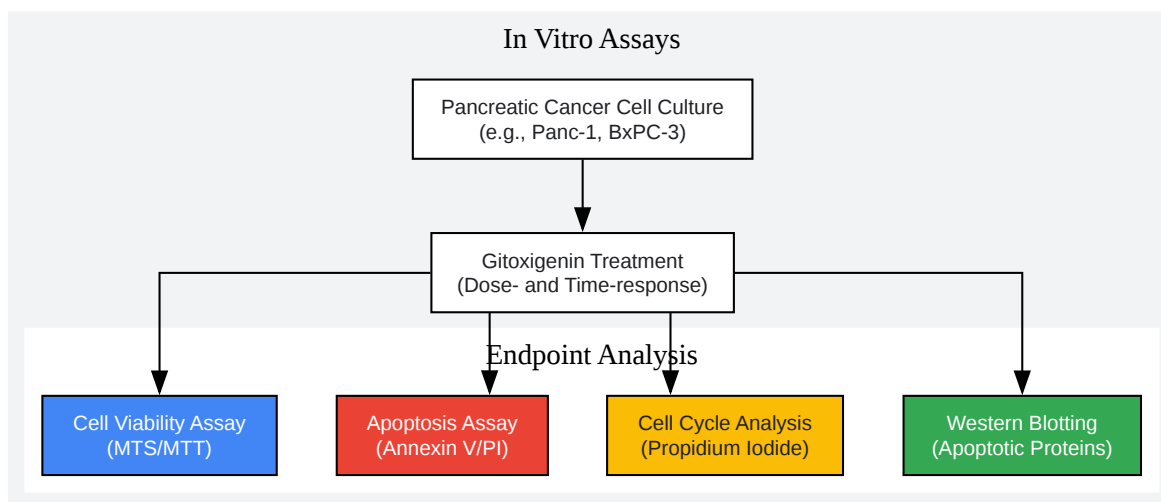 In Vitro Assays
Pancreatic Cancer Cell Culture
(e.g., Panc-1, BxPC-3)
Gitoxigenin Treatment
(Dose- and Time-response)
Endpoint Analysis
Cell Viability Assay
(MTS/MTT)
Apoptosis Assay
(Annexin V/PI)
Cell Cycle Analysis
(Propidium Iodide)
Western Blotting
(Apoptotic Proteins)